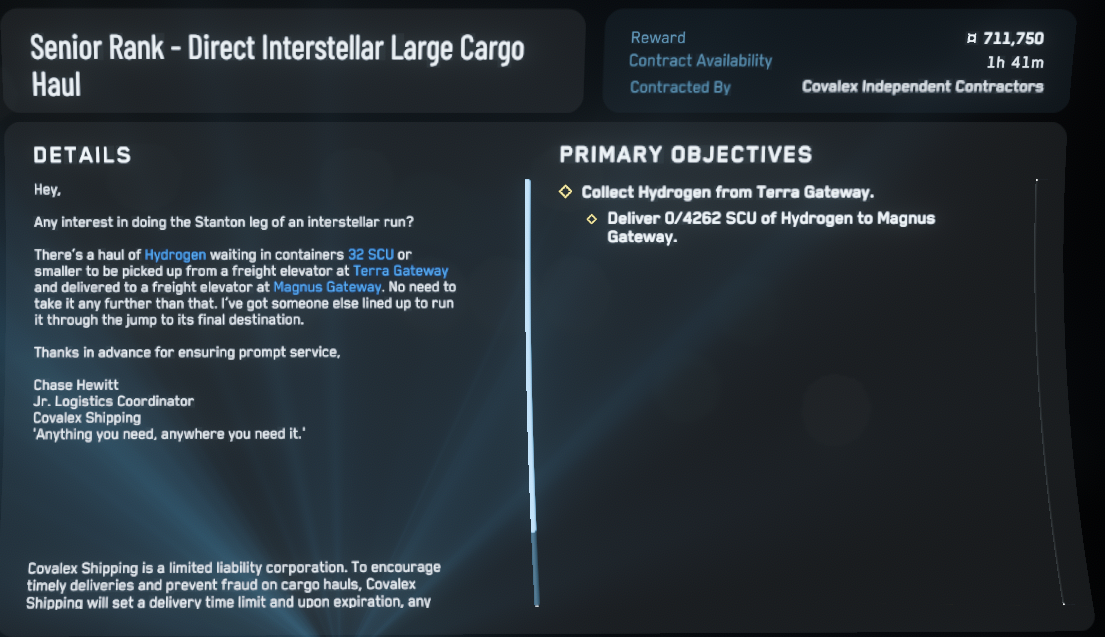 Senior Rank - Direct Interstellar Large Cargo
Haul
Reward ¤ 711,750
Contract Availability 1h 41m
Contracted By Covalex Independent Contractors
DETAILS
Hey,
Any interest in doing the Stanton leg of an interstellar run?
There's a haul of Hydrogen waiting in containers 32 SCU or
smaller to be picked up from a freight elevator at Terra Gateway
and delivered to a freight elevator at Magnus Gateway. No need to
take it any further than that. I've got someone else lined up to run
it through the jump to its final destination.
Thanks in advance for ensuring prompt service,
Chase Hewitt
Jr. Logistics Coordinator
Covalex Shipping
'Anything you need, anywhere you need it.'
Covalex Shipping is a limited liability corporation. To encourage
timely deliveries and prevent fraud on cargo hauls, Covalex
Shipping will set a delivery time limit and upon expiration, any
PRIMARY OBJECTIVES
Collect Hydrogen from Terra Gateway.
Deliver 0/4262 SCU of Hydrogen to Magnus
Gateway.